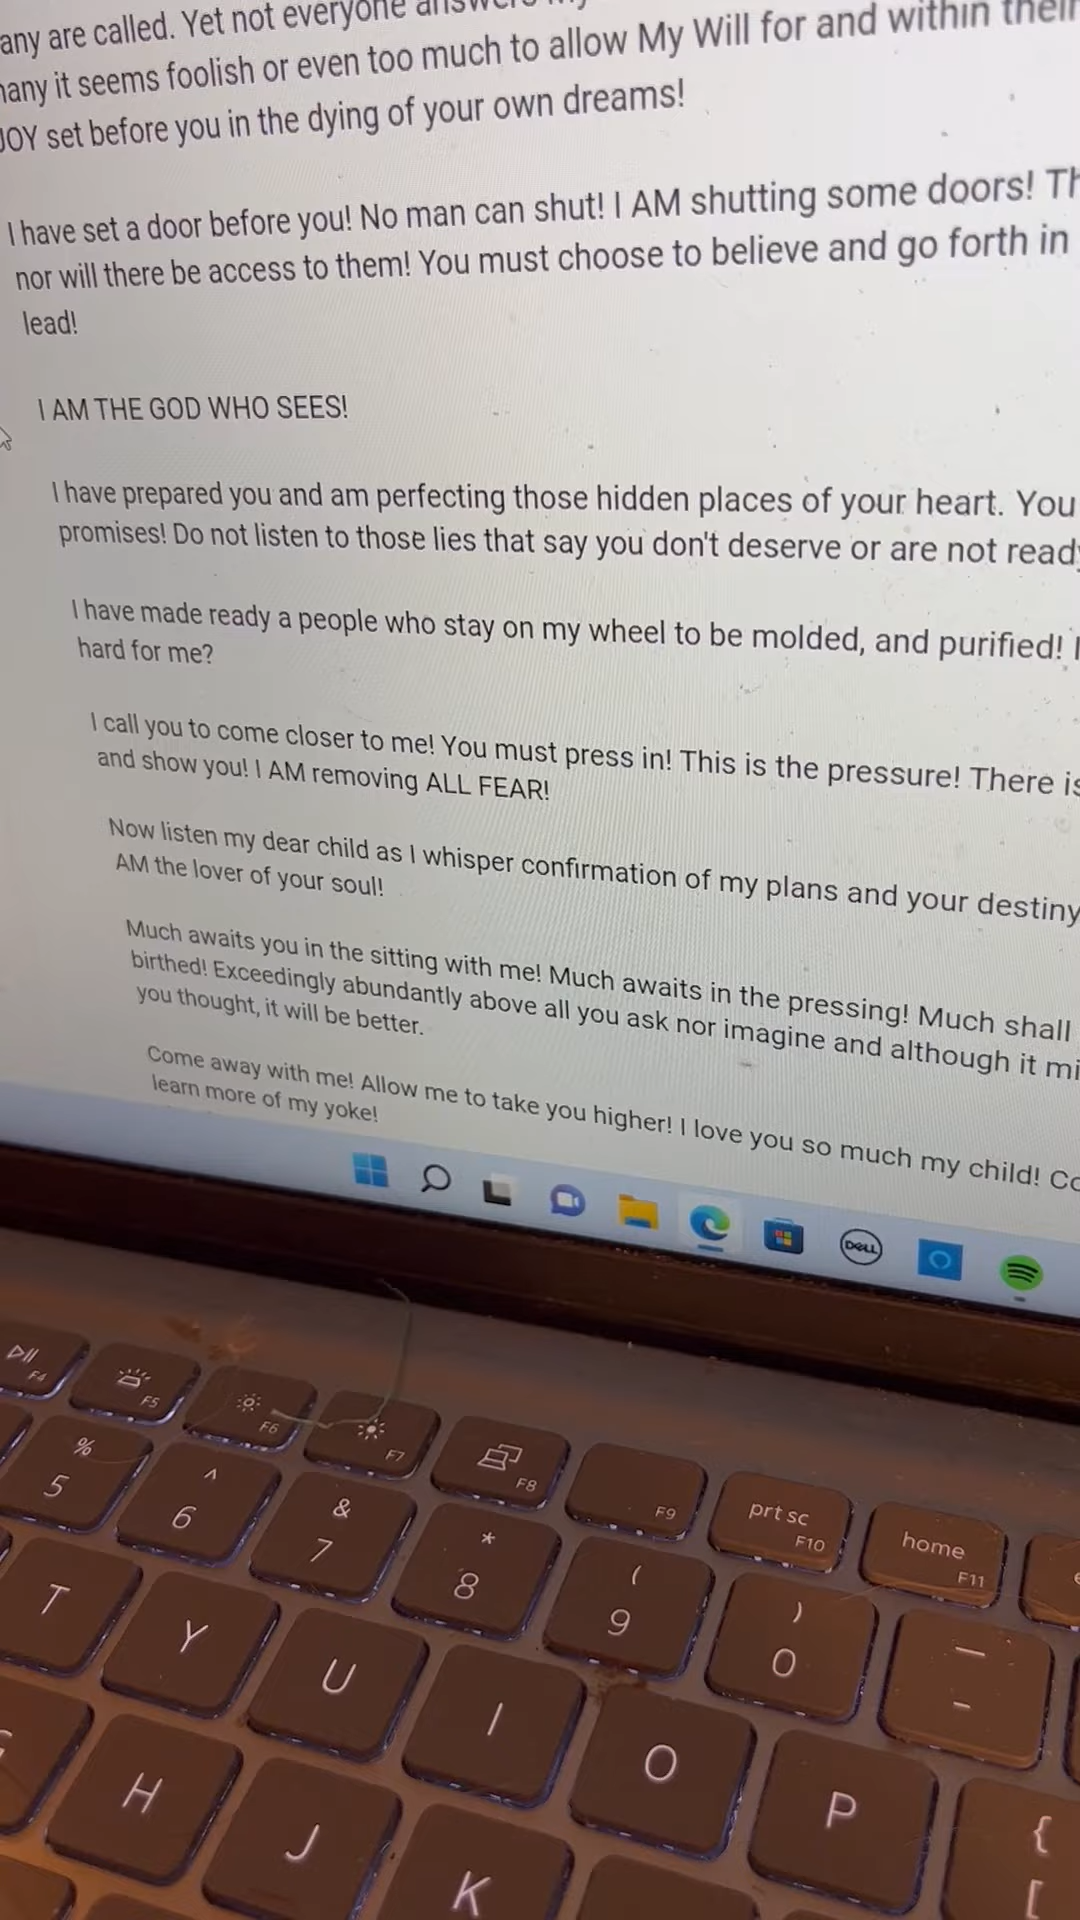 any are called. Yet not everyone answers
many it seems foolish or even too much to allow My Will for and within their
JOY set before you in the dying of your own dreams!
I have set a door before you! No man can shut! I AM shutting some doors! Th
nor will there be access to them! You must choose to believe and go forth in
lead!
I AM THE GOD WHO SEES!
I have prepared you and am perfecting those hidden places of your heart. You
promises! Do not listen to those lies that say you don't deserve or are not ready
I have made ready a people who stay on my wheel to be molded, and purified! I
hard for me?
I call you to come closer to me! You must press in! This is the pressure! There is
and show you! I AM removing ALL FEAR!
Now listen my dear child as I whisper confirmation of my plans and your destiny
AM the lover of your soul!
Much awaits you in the sitting with me! Much awaits in the pressing! Much shall
birthed! Exceedingly abundantly above all you ask nor imagine and although it mi
you thought, it will be better.
Come away with me! Allow me to take you higher! I love you so much my child! Co
learn more of my yoke!
DELL
F4 F5 F6 F7 F8 F9 prt sc F10 home F11
% 5 ^ 6 & 7 * 8 ( 9 ) 0 — -
T Y U I O P { [
G H J K